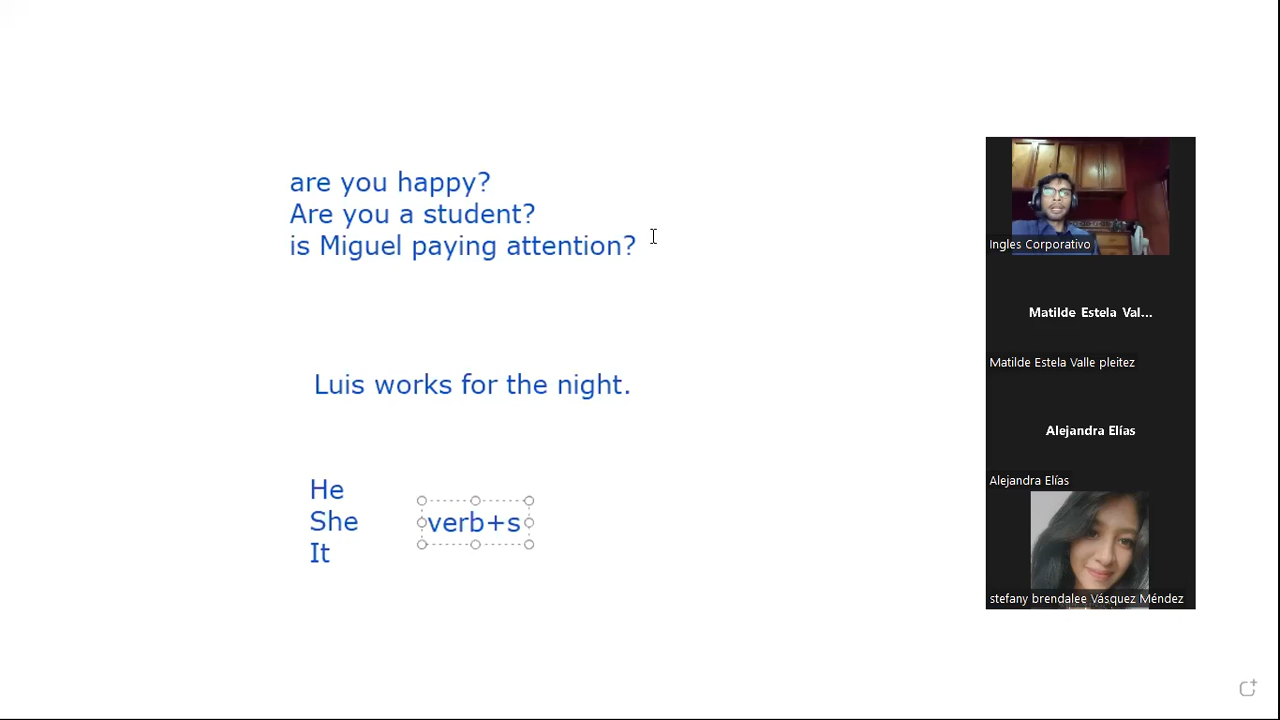 are you happy?
Are you a student?
is Miguel paying attention?
Luis works for the night.
He
She
It
verb+s
Ingles Corporativo
Matilde Estela Val...
Matilde Estela Valle pleitez
Alejandra Elías
Alejandra Elías
stefany brendalee Vásquez Méndez